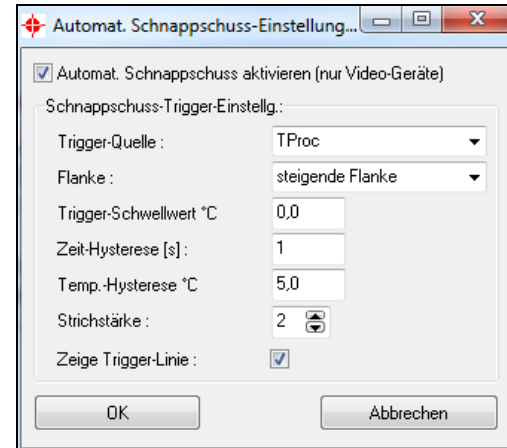 Automat. Schnappschuss-Einstellung...
Automat. Schnappschuss aktivieren (nur Video-Geräte)
Schnappschuss-Trigger-Einstellg.:
Trigger-Quelle : TProc
Flanke : steigende Flanke
Trigger-Schwellwert °C 0,0
Zeit-Hysterese [s] : 1
Temp.-Hysterese °C 5,0
Strichstärke : 2
Zeige Trigger-Linie :
OK Abbrechen